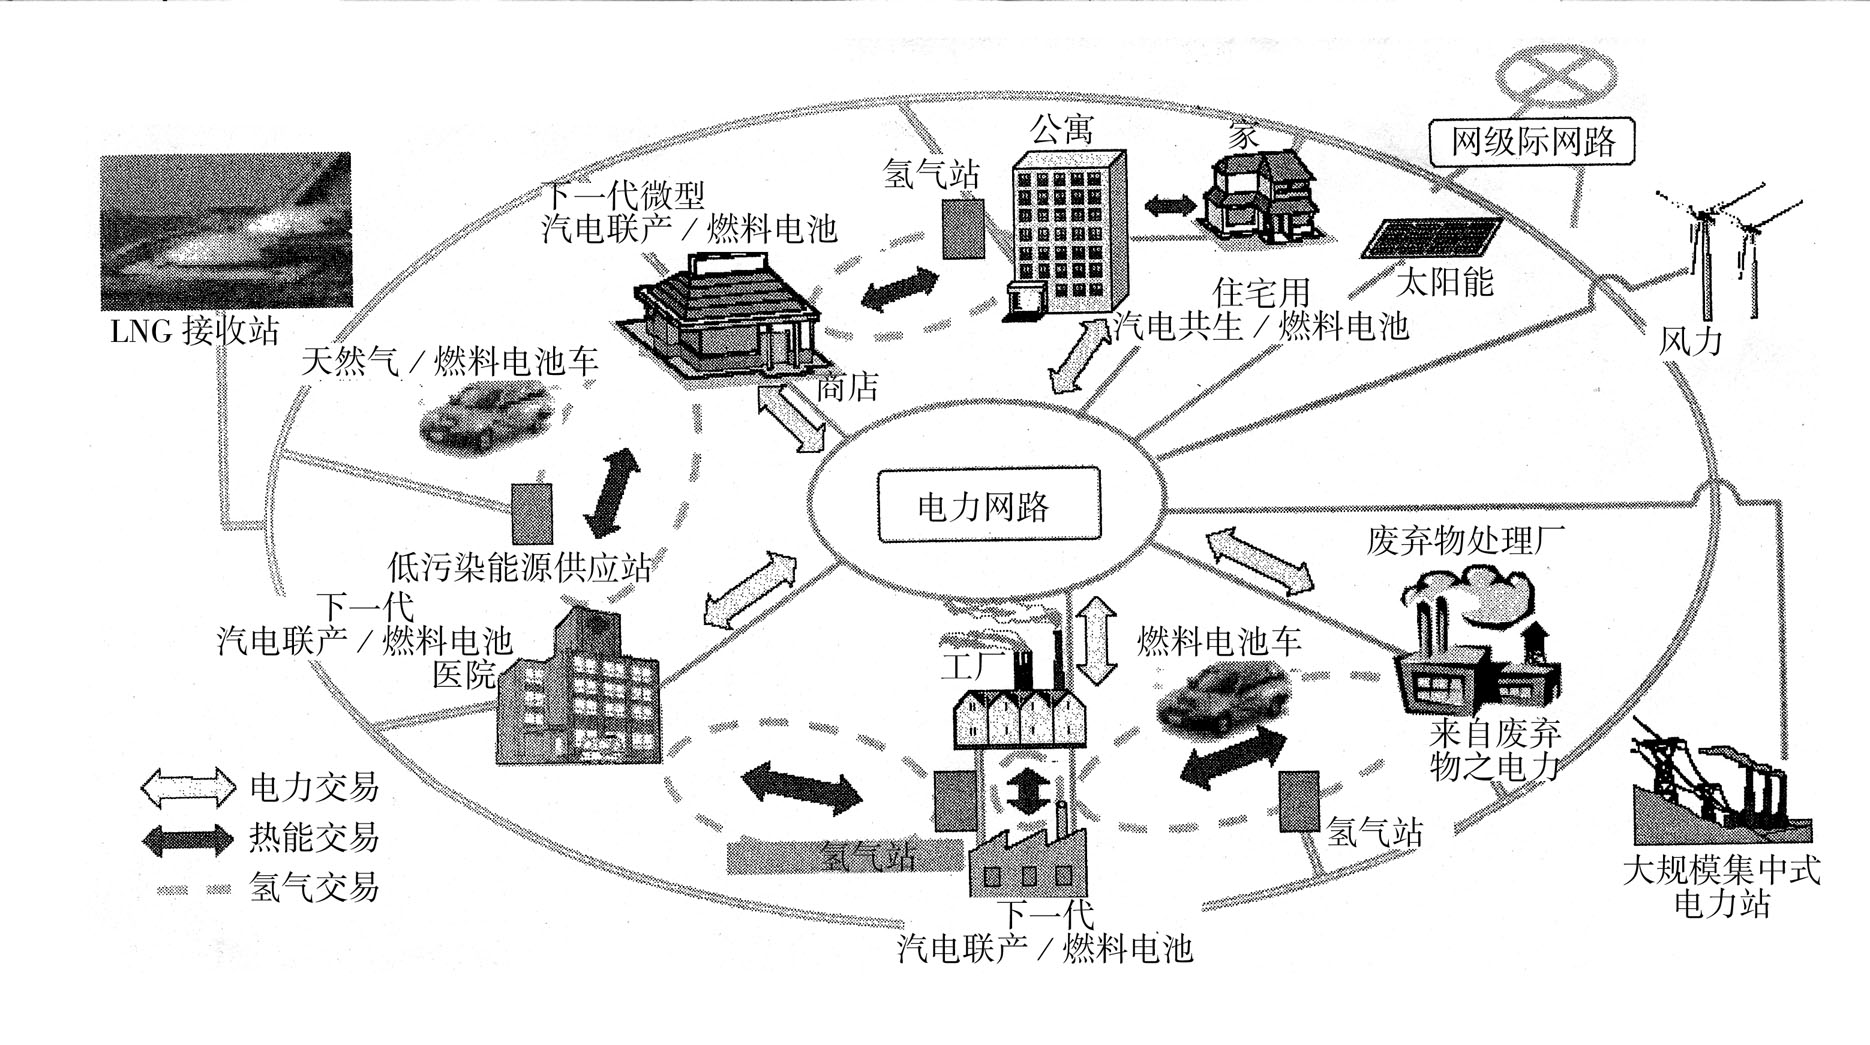 公寓
家
网级际网路
氢气站
下一代微型
汽电联产／燃料电池
太阳能
住宅用
汽电共生／燃料电池
LNG 接收站
风力
天然气／燃料电池车
商店
电力网路
废弃物处理厂
低污染能源供应站
下一代
汽电联产／燃料电池
医院
工厂
燃料电池车
来自废弃
物之电力
电力交易
热能交易
氢气交易
氢气站
氢气站
大规模集中式
电力站
下一代
汽电联产／燃料电池